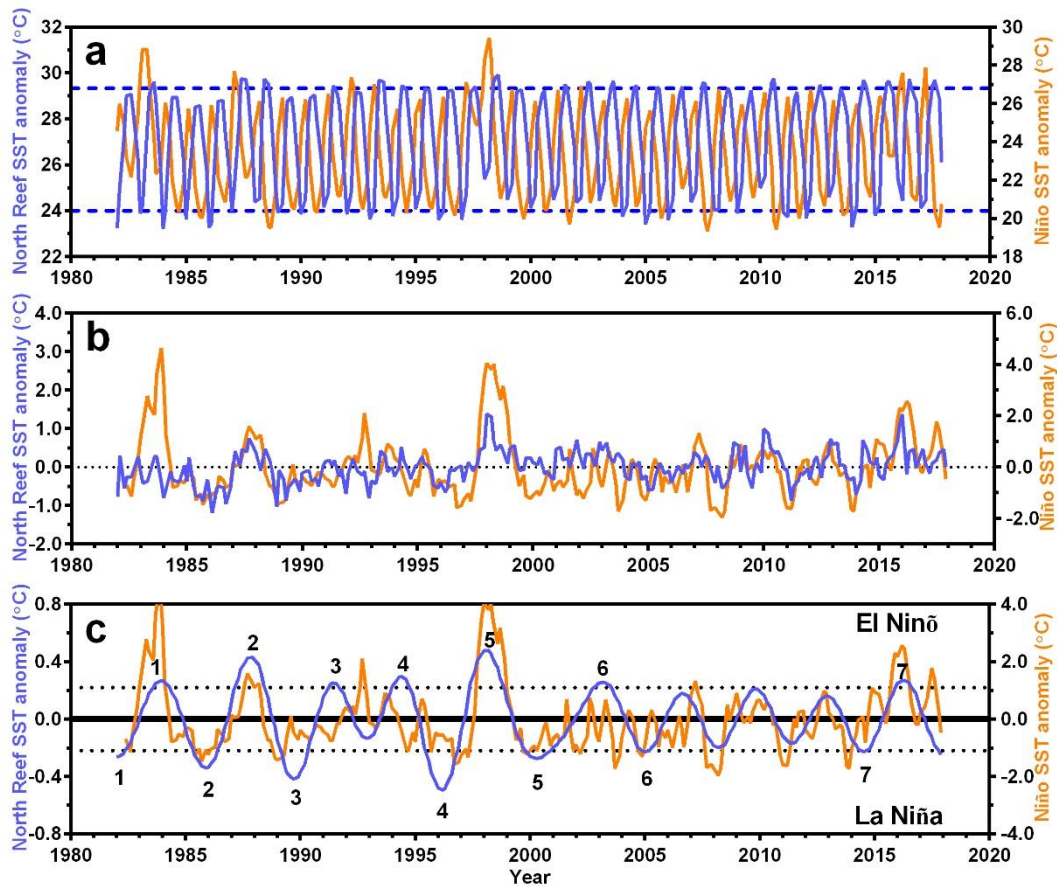 a
North Reef SST anomaly (°C)
32
30
28
26
24
22
30
28
26
24
22
20
18
Niño SST anomaly (°C)
1980 1985 1990 1995 2000 2005 2010 2015 2020
b
North Reef SST anomaly (°C)
4.0
3.0
2.0
1.0
0.0
-1.0
-2.0
6.0
4.0
2.0
0.0
-2.0
Niño SST anomaly (°C)
1980 1985 1990 1995 2000 2005 2010 2015 2020
c
El Ninõ
North Reef SST anomaly (°C)
0.8
0.4
0.0
-0.4
-0.8
1 2 3 4 5 6 7
1 2 3 4 5 6 7
La Niña
4.0
2.0
0.0
-2.0
-4.0
Niño SST anomaly (°C)
1980 1985 1990 1995 2000 2005 2010 2015 2020
Year